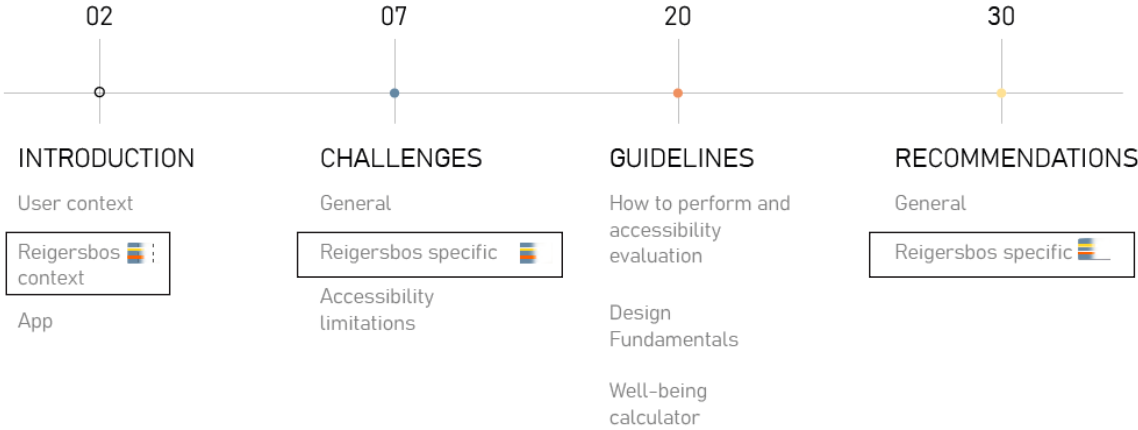 02
07
20
30
INTRODUCTION
User context
Reigersbos
context
App
CHALLENGES
General
Reigersbos specific
Accessibility
limitations
GUIDELINES
How to perform and
accessibility
evaluation
Design
Fundamentals
Well-being
calculator
RECOMMENDATIONS
General
Reigersbos specific